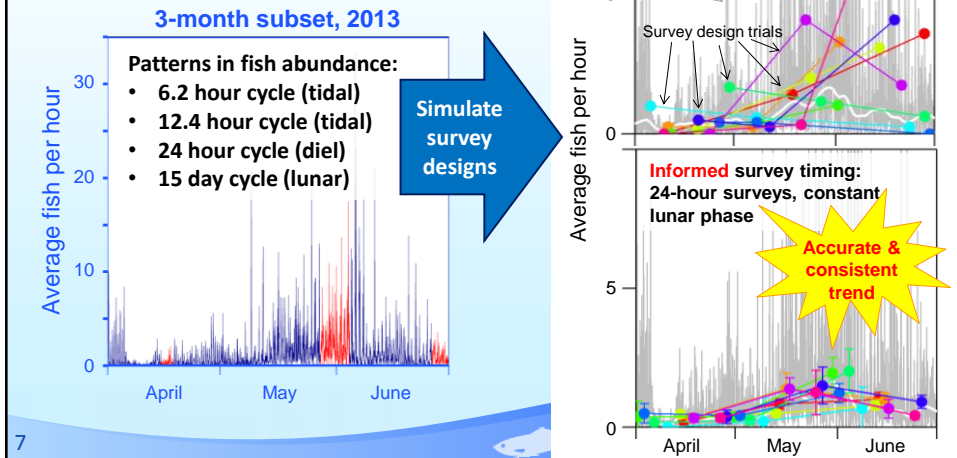 3-month subset, 2013
Average fish per hour
30
20
10
0
Patterns in fish abundance:
• 6.2 hour cycle (tidal)
• 12.4 hour cycle (tidal)
• 24 hour cycle (diel)
• 15 day cycle (lunar)
April May June
7
Simulate
survey
designs
Average fish per hour
Survey design trials
0
Informed survey timing:
24-hour surveys, constant
lunar phase
Accurate &
consistent
trend
5
0
April May June